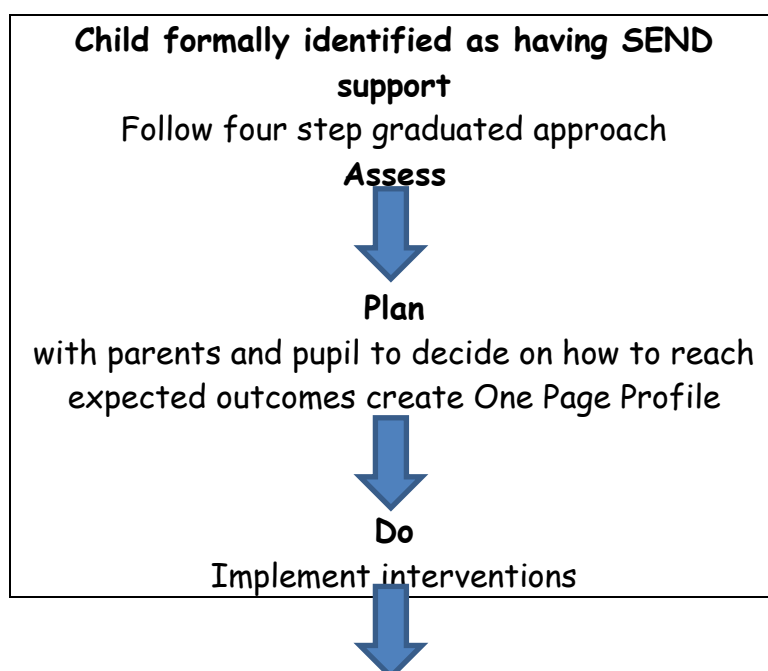 Child formally identified as having SEND
support
Follow four step graduated approach
Assess
Plan
with parents and pupil to decide on how to reach
expected outcomes create One Page Profile
Do
Implement interventions